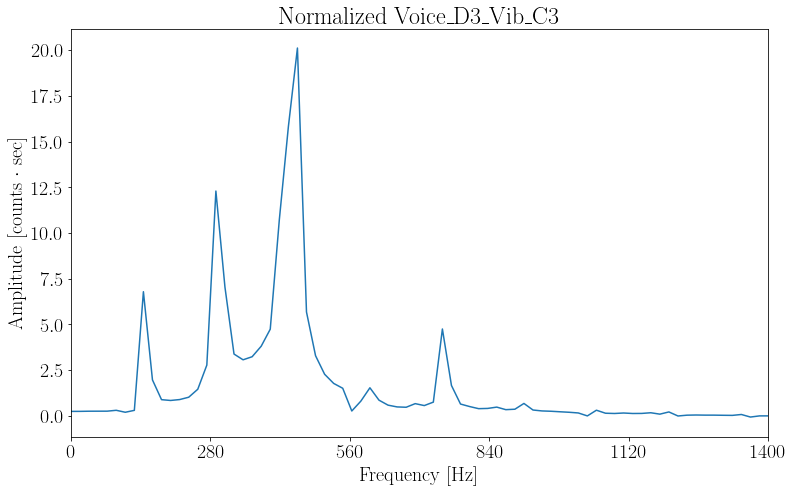 Normalized Voice_D3_Vib_C3
Amplitude [counts · sec]
20.0
17.5
15.0
12.5
10.0
7.5
5.0
2.5
0.0
0 280 560 840 1120 1400
Frequency [Hz]